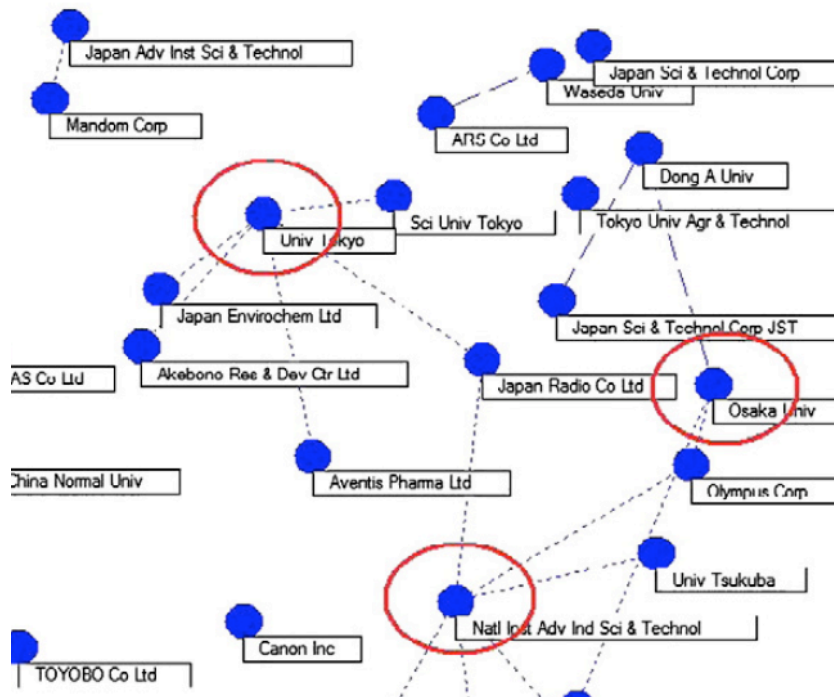 Japan Adv Inst Sci & Technol
Japan Sci & Technol Corp
Waseda Univ
Mandom Corp
ARS Co Ltd
Dong A Univ
Sci Univ Tokyo
Tokyo Univ Agr & Technol
Univ Tokyo
Japan Envirochem Ltd
Japan Sci & Technol Corp JST
AS Co Ltd
Akebono Res & Dev Ctr Ltd
Japan Radio Co Ltd
Osaka Univ
China Normal Univ
Aventis Pharma Ltd
Olympus Corp
Univ Tsukuba
Natl Inst Adv Ind Sci & Technol
Canon Inc
TOYOBO Co Ltd